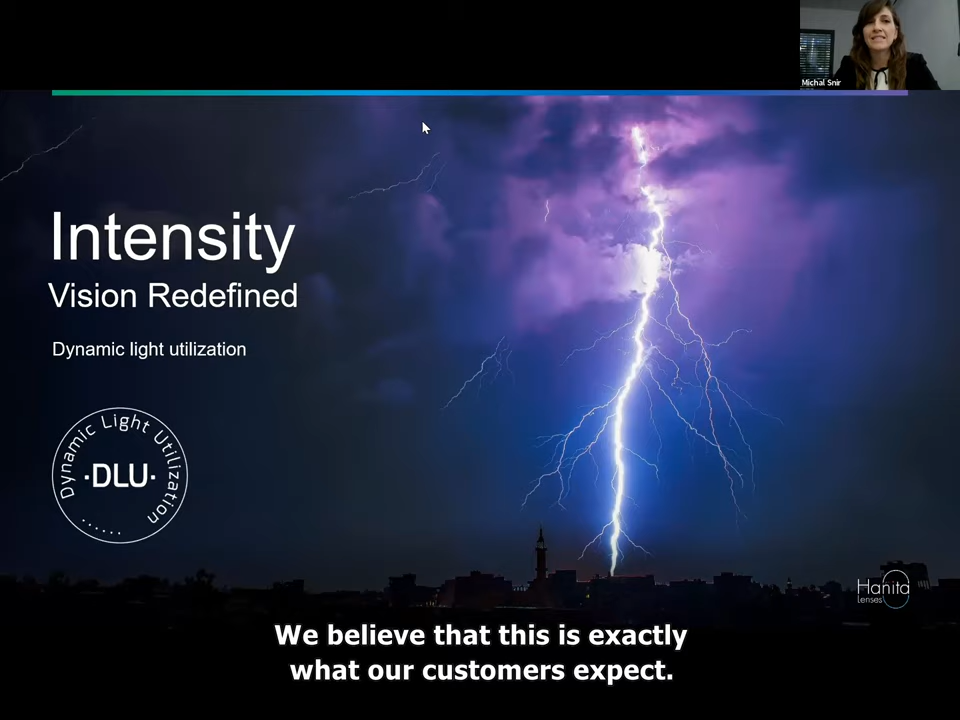 Michal Snir
Intensity
Vision Redefined
Dynamic light utilization
Dynamic Light Utilization
·DLU·
Hanita
Lenses
We believe that this is exactly
what our customers expect.